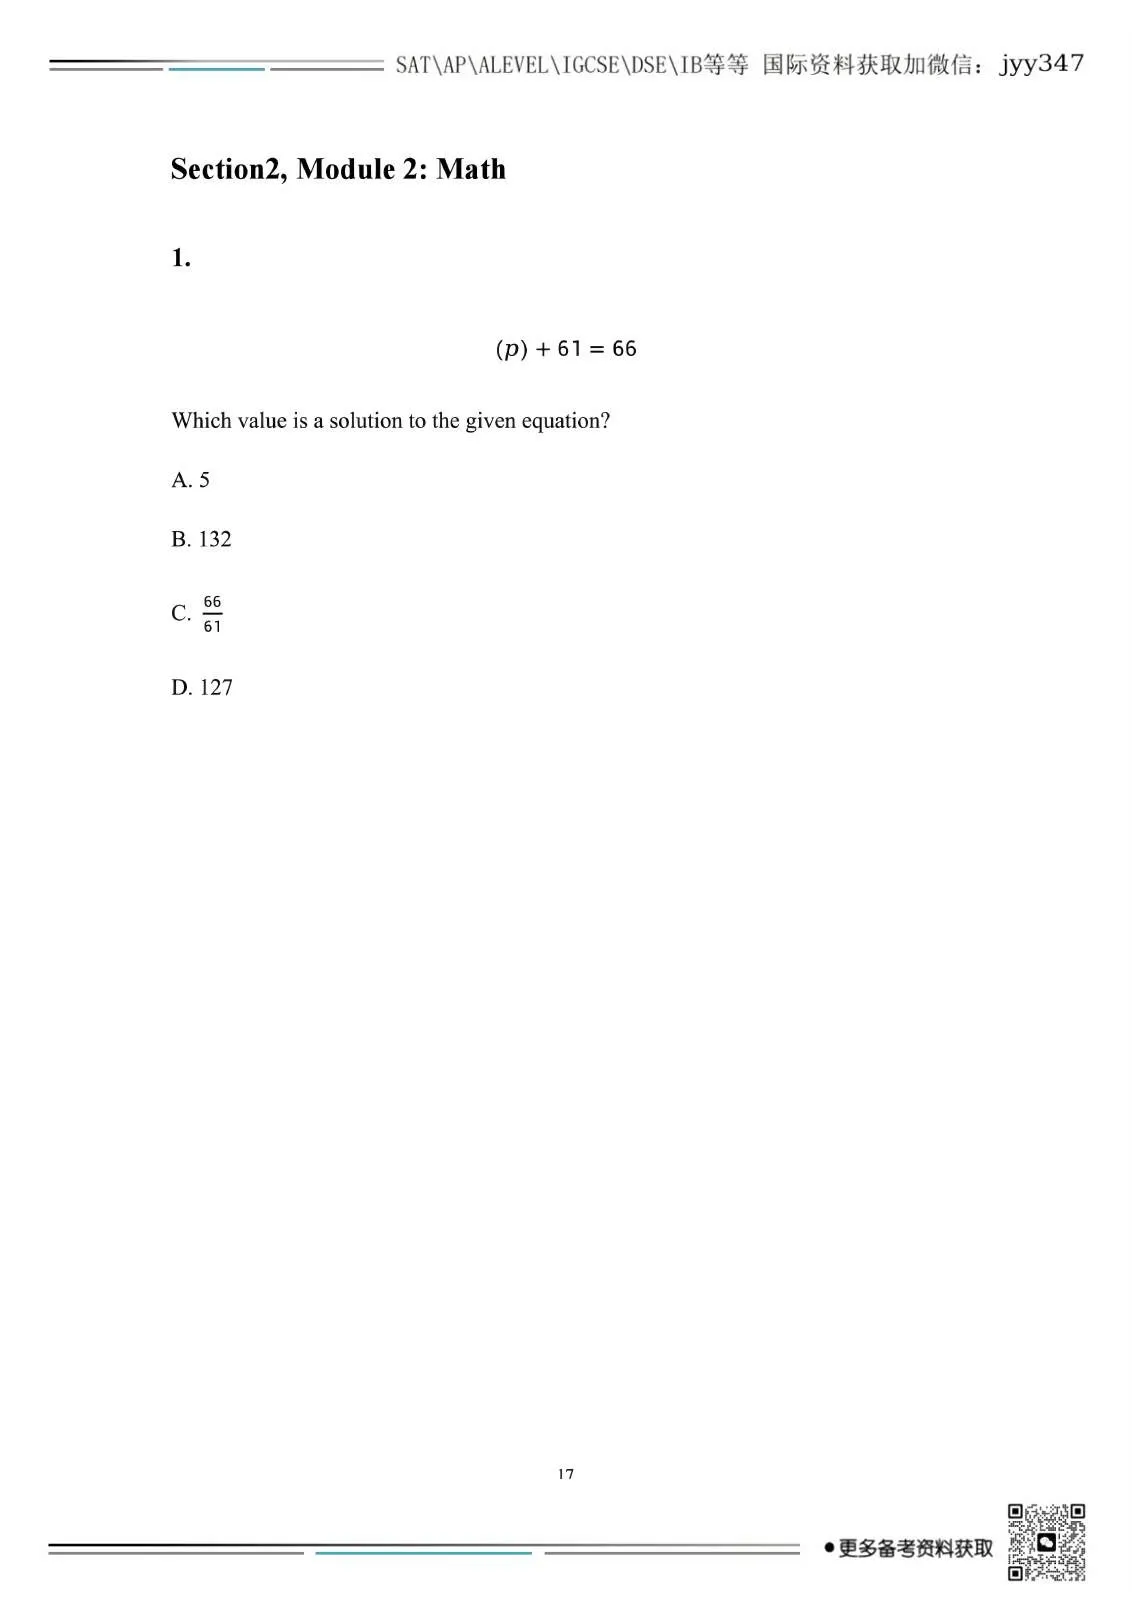 SAT\AP\ALEVEL\IGCSE\DSE\IB等等 国际资料获取加微信：jyy347
Section2, Module 2: Math
1.
(p) + 61 = 66
Which value is a solution to the given equation?
A. 5
B. 132
C. 66/61
D. 127
17
•更多备考资料获取